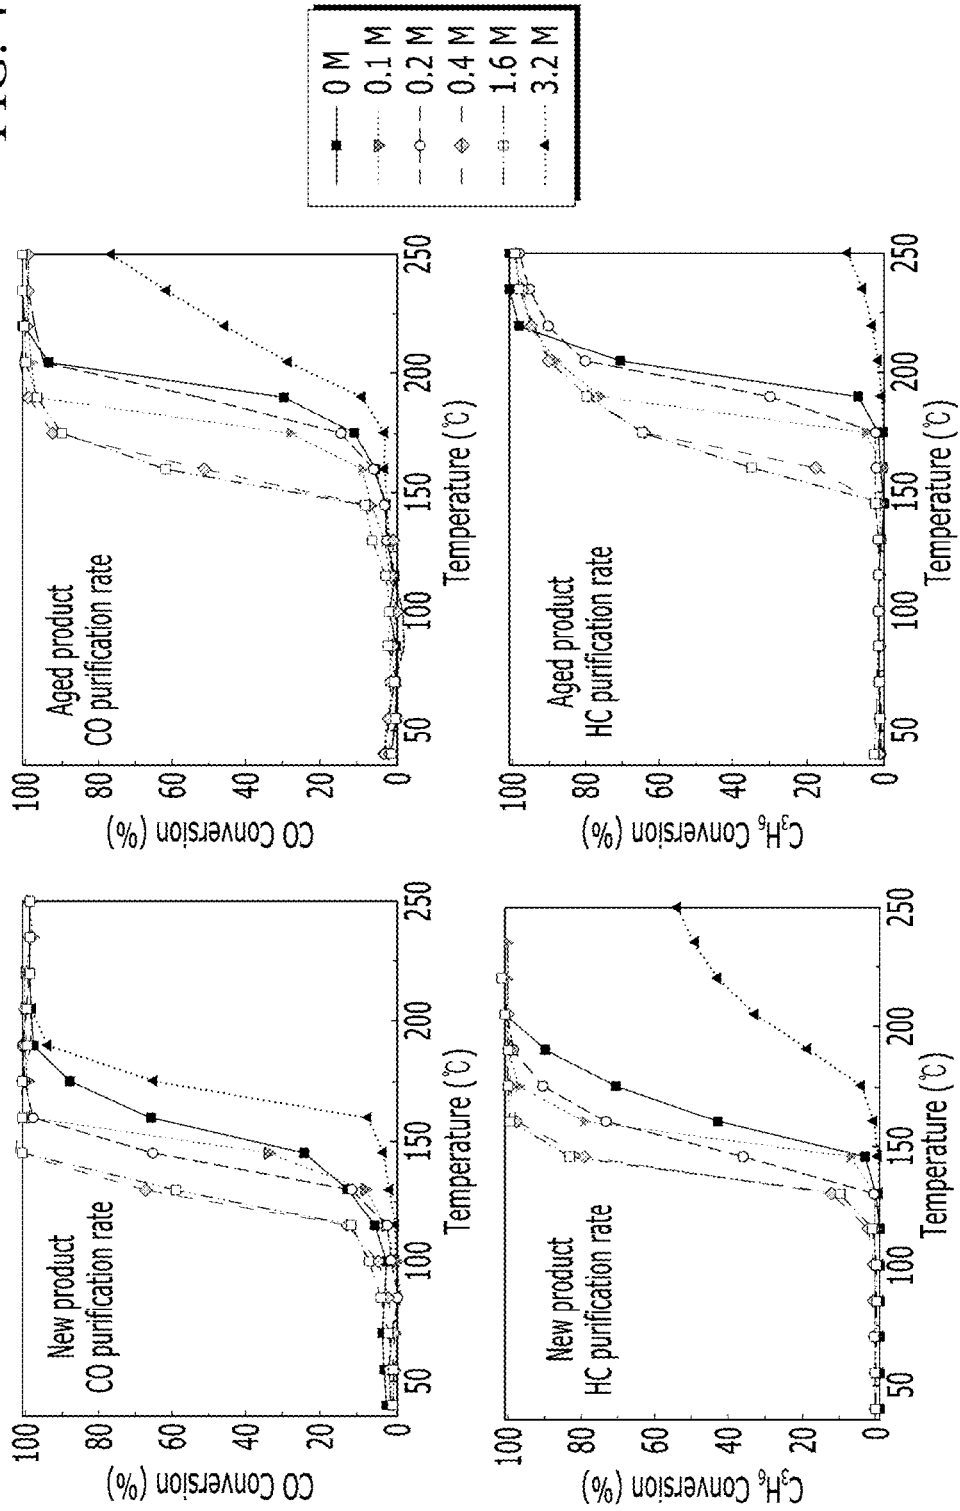 FIG.
New product
CO purification rate
CO Conversion (%)
100
80
60
40
20
0
50
100
150
200
250
Temperature (℃)
Aged product
CO purification rate
CO Conversion (%)
100
80
60
40
20
0
50
100
150
200
250
Temperature (℃)
New product
HC purification rate
C₃H₆ Conversion (%)
100
80
60
40
20
0
50
100
150
200
250
Temperature (℃)
Aged product
HC purification rate
C₃H₆ Conversion (%)
100
80
60
40
20
0
50
100
150
200
250
Temperature (℃)
0 M
0.1 M
0.2 M
0.4 M
1.6 M
3.2 M